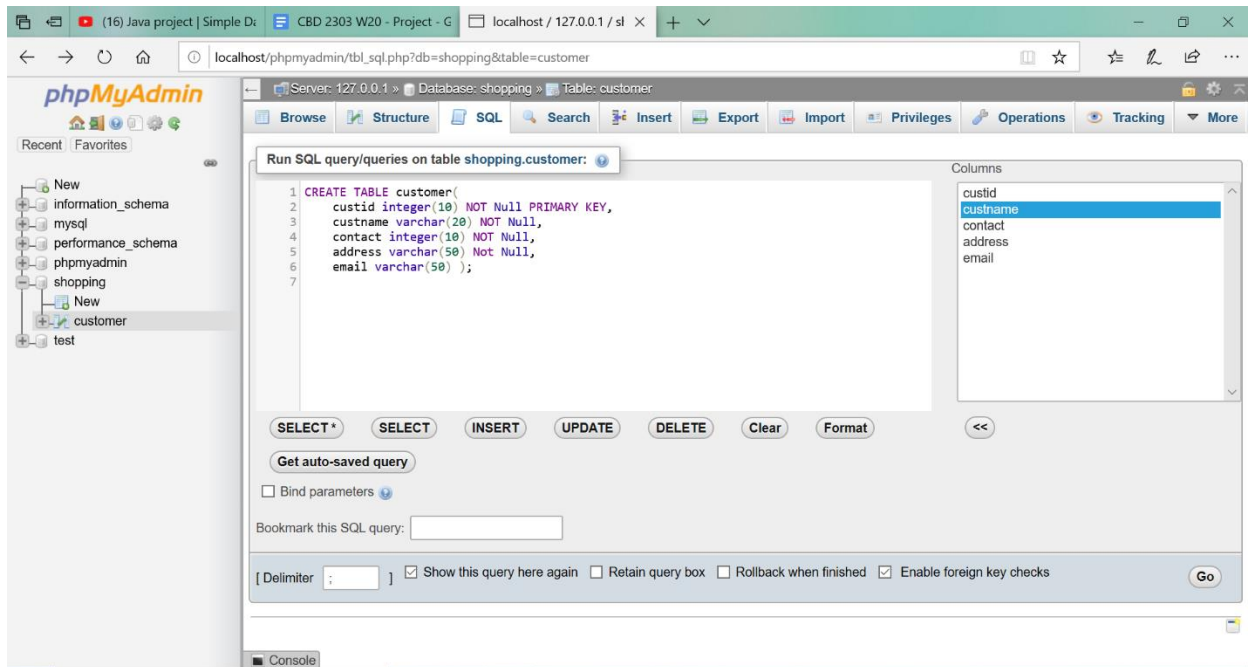 (16) Java project | Simple Da
CBD 2303 W20 - Project - G
localhost / 127.0.0.1 / sl
localhost/phpmyadmin/tbl_sql.php?db=shopping&table=customer
phpMyAdmin
Recent Favorites
New
information_schema
mysql
performance_schema
phpmyadmin
shopping
New
customer
test
Server: 127.0.0.1 » Database: shopping » Table: customer
Browse Structure SQL Search Insert Export Import Privileges Operations Tracking More
Run SQL query/queries on table shopping.customer:
1 CREATE TABLE customer(
2 custid integer(10) NOT Null PRIMARY KEY,
3 custname varchar(20) NOT Null,
4 contact integer(10) NOT Null,
5 address varchar(50) Not Null,
6 email varchar(50) );
7
Columns
custid
custname
contact
address
email
SELECT * SELECT INSERT UPDATE DELETE Clear Format <<
Get auto-saved query
Bind parameters
Bookmark this SQL query:
[ Delimiter ; ] Show this query here again Retain query box Rollback when finished Enable foreign key checks Go
Console